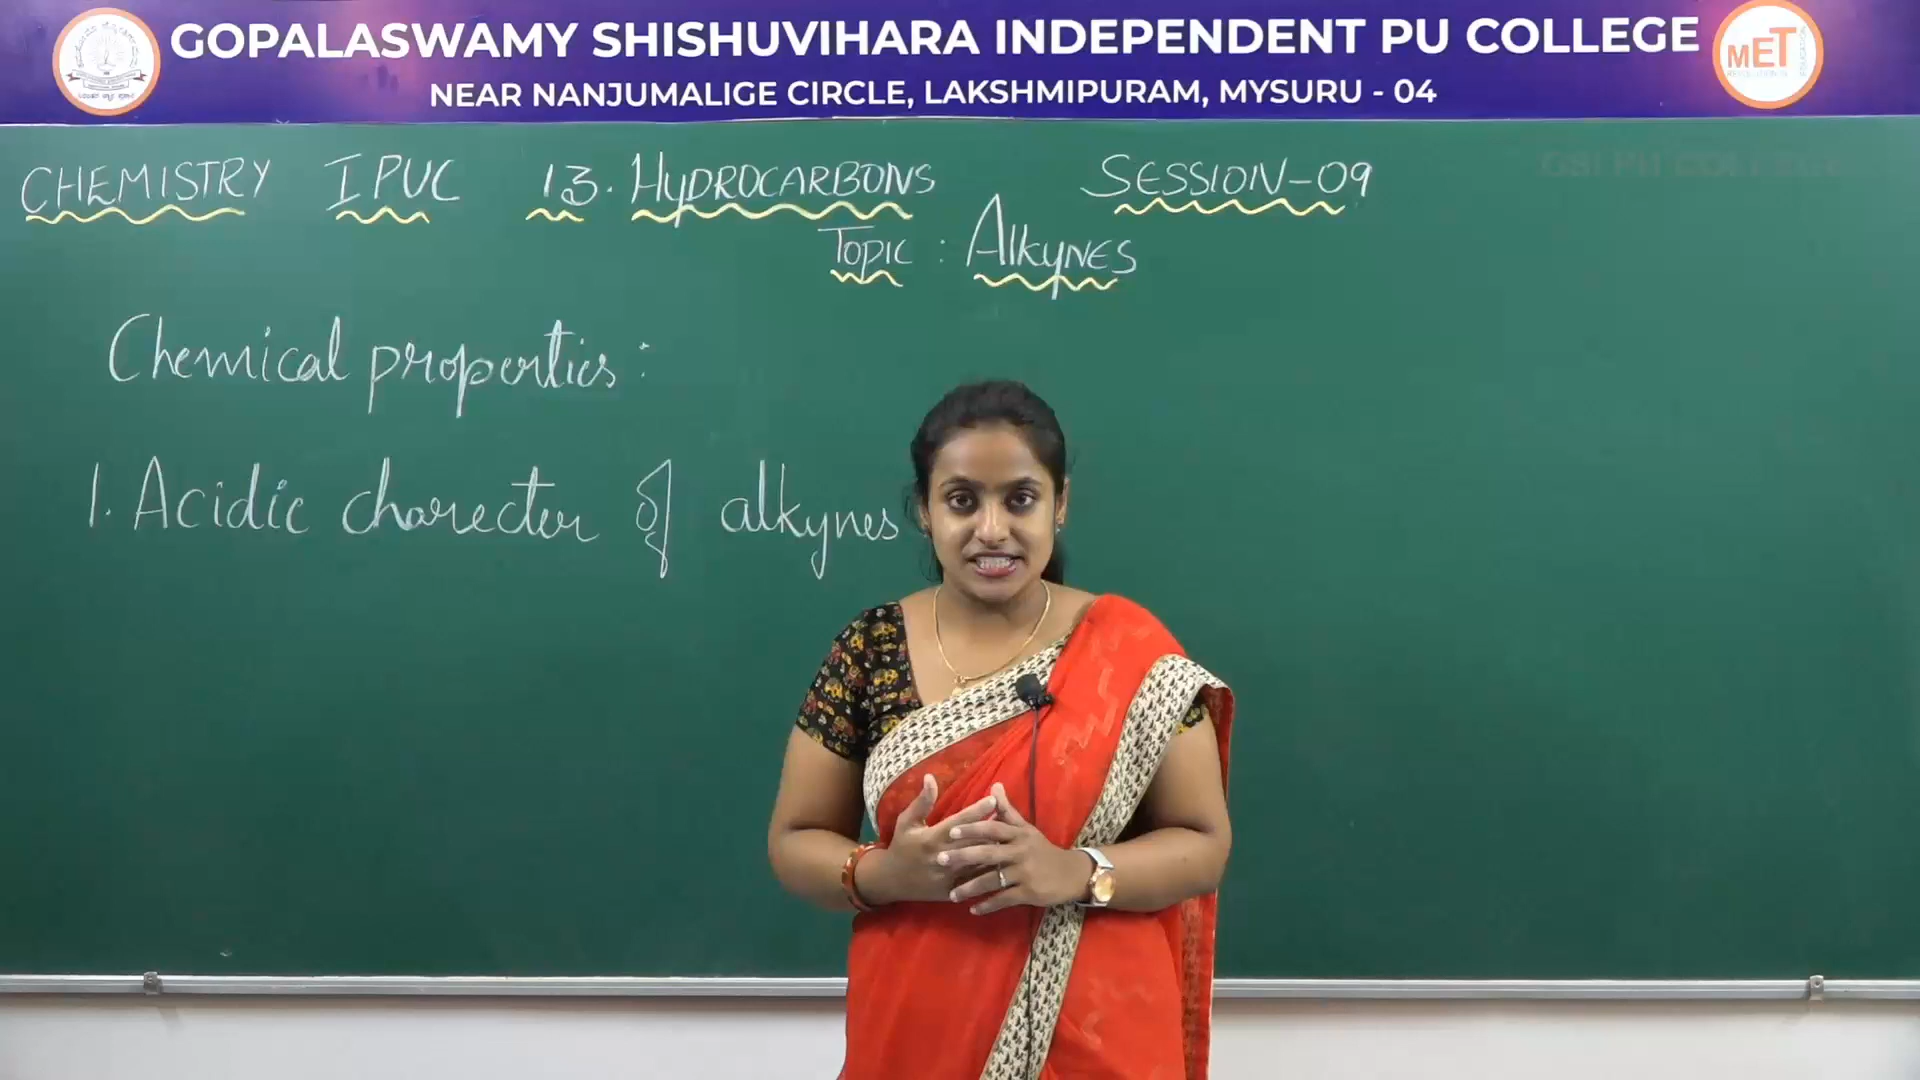 GOPALASWAMY SHISHUVIHARA INDEPENDENT PU COLLEGE
NEAR NANJUMALIGE CIRCLE, LAKSHMIPURAM, MYSURU - 04
MET
CHEMISTRY I PUC 13. HYDROCARBONS SESSION-09
TOPIC : ALKYNES
Chemical properties :
1. Acidic charecter of alkynes